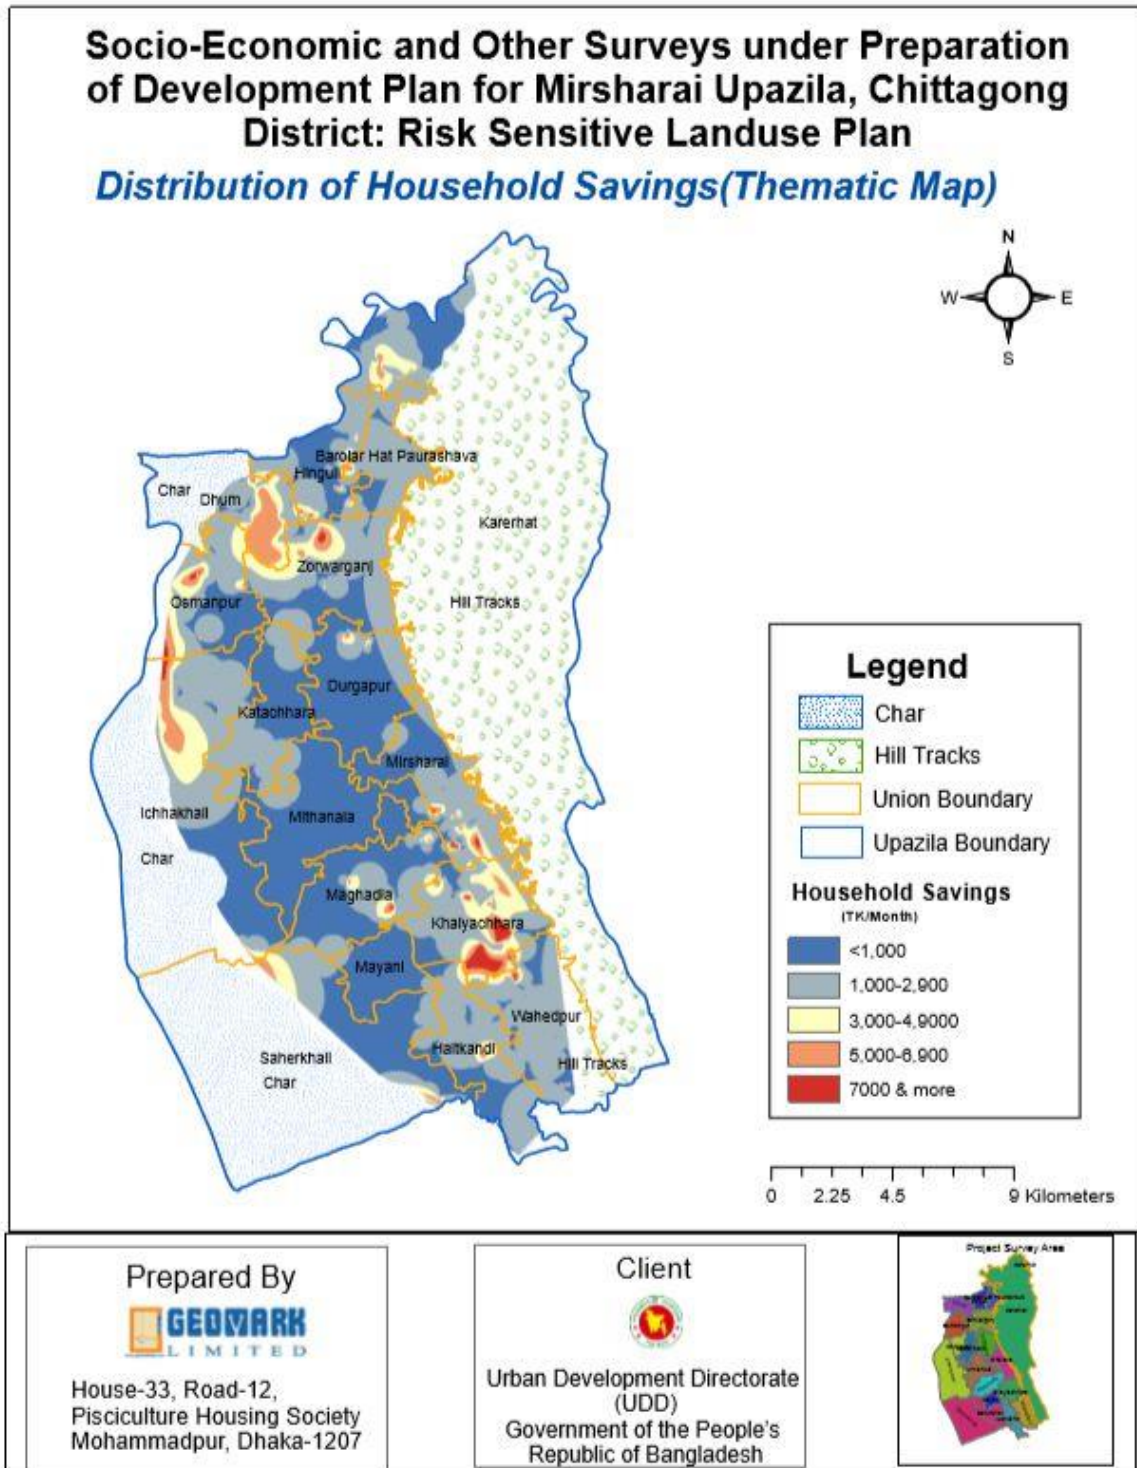 Socio-Economic and Other Surveys under Preparation
of Development Plan for Mirsharai Upazila, Chittagong
District: Risk Sensitive Landuse Plan
Distribution of Household Savings(Thematic Map)
N
W
E
S
Barolar Hat Paurashava
Hinguli
Char
Dhum
Karerhat
Zorwarganj
Osmanpur
Hill Tracks
Durgapur
Katachhara
Mirsharai
Ichhakhali
Mithanala
Char
Maghadia
Khaiyachhara
Mayani
Wahedpur
Haitkandi
Saherkhali
Char
Hill Tracks
Legend
Char
Hill Tracks
Union Boundary
Upazila Boundary
Household Savings
(TK/Month)
<1,000
1,000-2,900
3,000-4,9000
5,000-6,900
7000 & more
0 2.25 4.5 9 Kilometers
Prepared By
GEOMARK
LIMITED
House-33, Road-12,
Pisciculture Housing Society
Mohammadpur, Dhaka-1207
Client
Urban Development Directorate
(UDD)
Government of the People's
Republic of Bangladesh
Project Survey Area